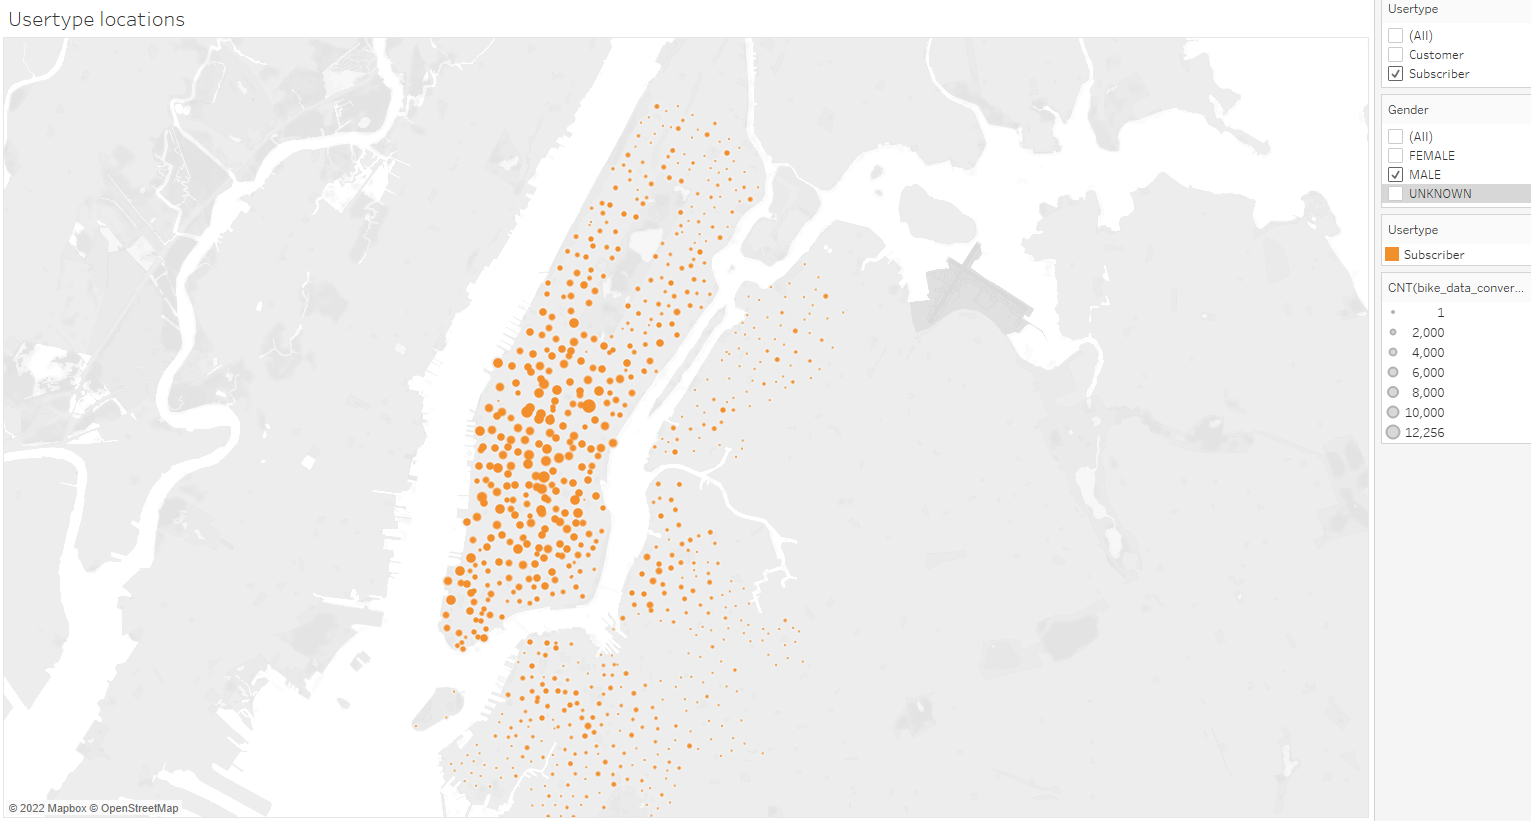 Usertype locations
© 2022 Mapbox © OpenStreetMap
Usertype
(All)
Customer
Subscriber
Gender
(All)
FEMALE
MALE
UNKNOWN
Usertype
Subscriber
CNT(bike_data_conver...
1
2,000
4,000
6,000
8,000
10,000
12,256